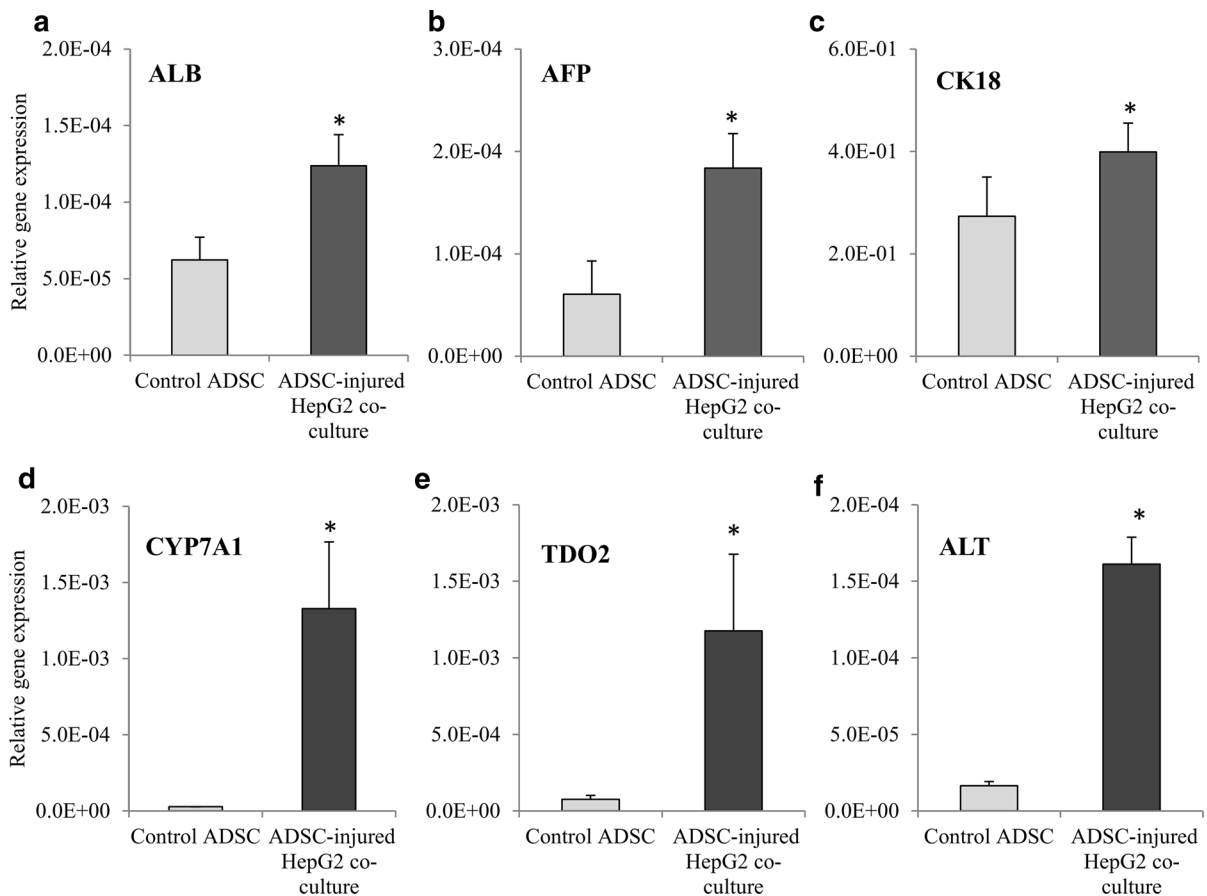 a
2.0E-04
1.5E-04
1.0E-04
5.0E-05
0.0E+00
Relative gene expression
ALB
*
Control ADSC
ADSC-injured
HepG2 co-
culture
b
3.0E-04
2.0E-04
1.0E-04
0.0E+00
AFP
*
Control ADSC
ADSC-injured
HepG2 co-
culture
c
6.0E-01
4.0E-01
2.0E-01
0.0E+00
CK18
*
Control ADSC
ADSC-injured
HepG2 co-
culture
d
2.0E-03
1.5E-03
1.0E-03
5.0E-04
0.0E+00
Relative gene expression
CYP7A1
*
Control ADSC
ADSC-injured
HepG2 co-
culture
e
2.0E-03
1.5E-03
1.0E-03
5.0E-04
0.0E+00
TDO2
*
Control ADSC
ADSC-injured
HepG2 co-
culture
f
2.0E-04
1.5E-04
1.0E-04
5.0E-05
0.0E+00
ALT
*
Control ADSC
ADSC-injured
HepG2 co-
culture